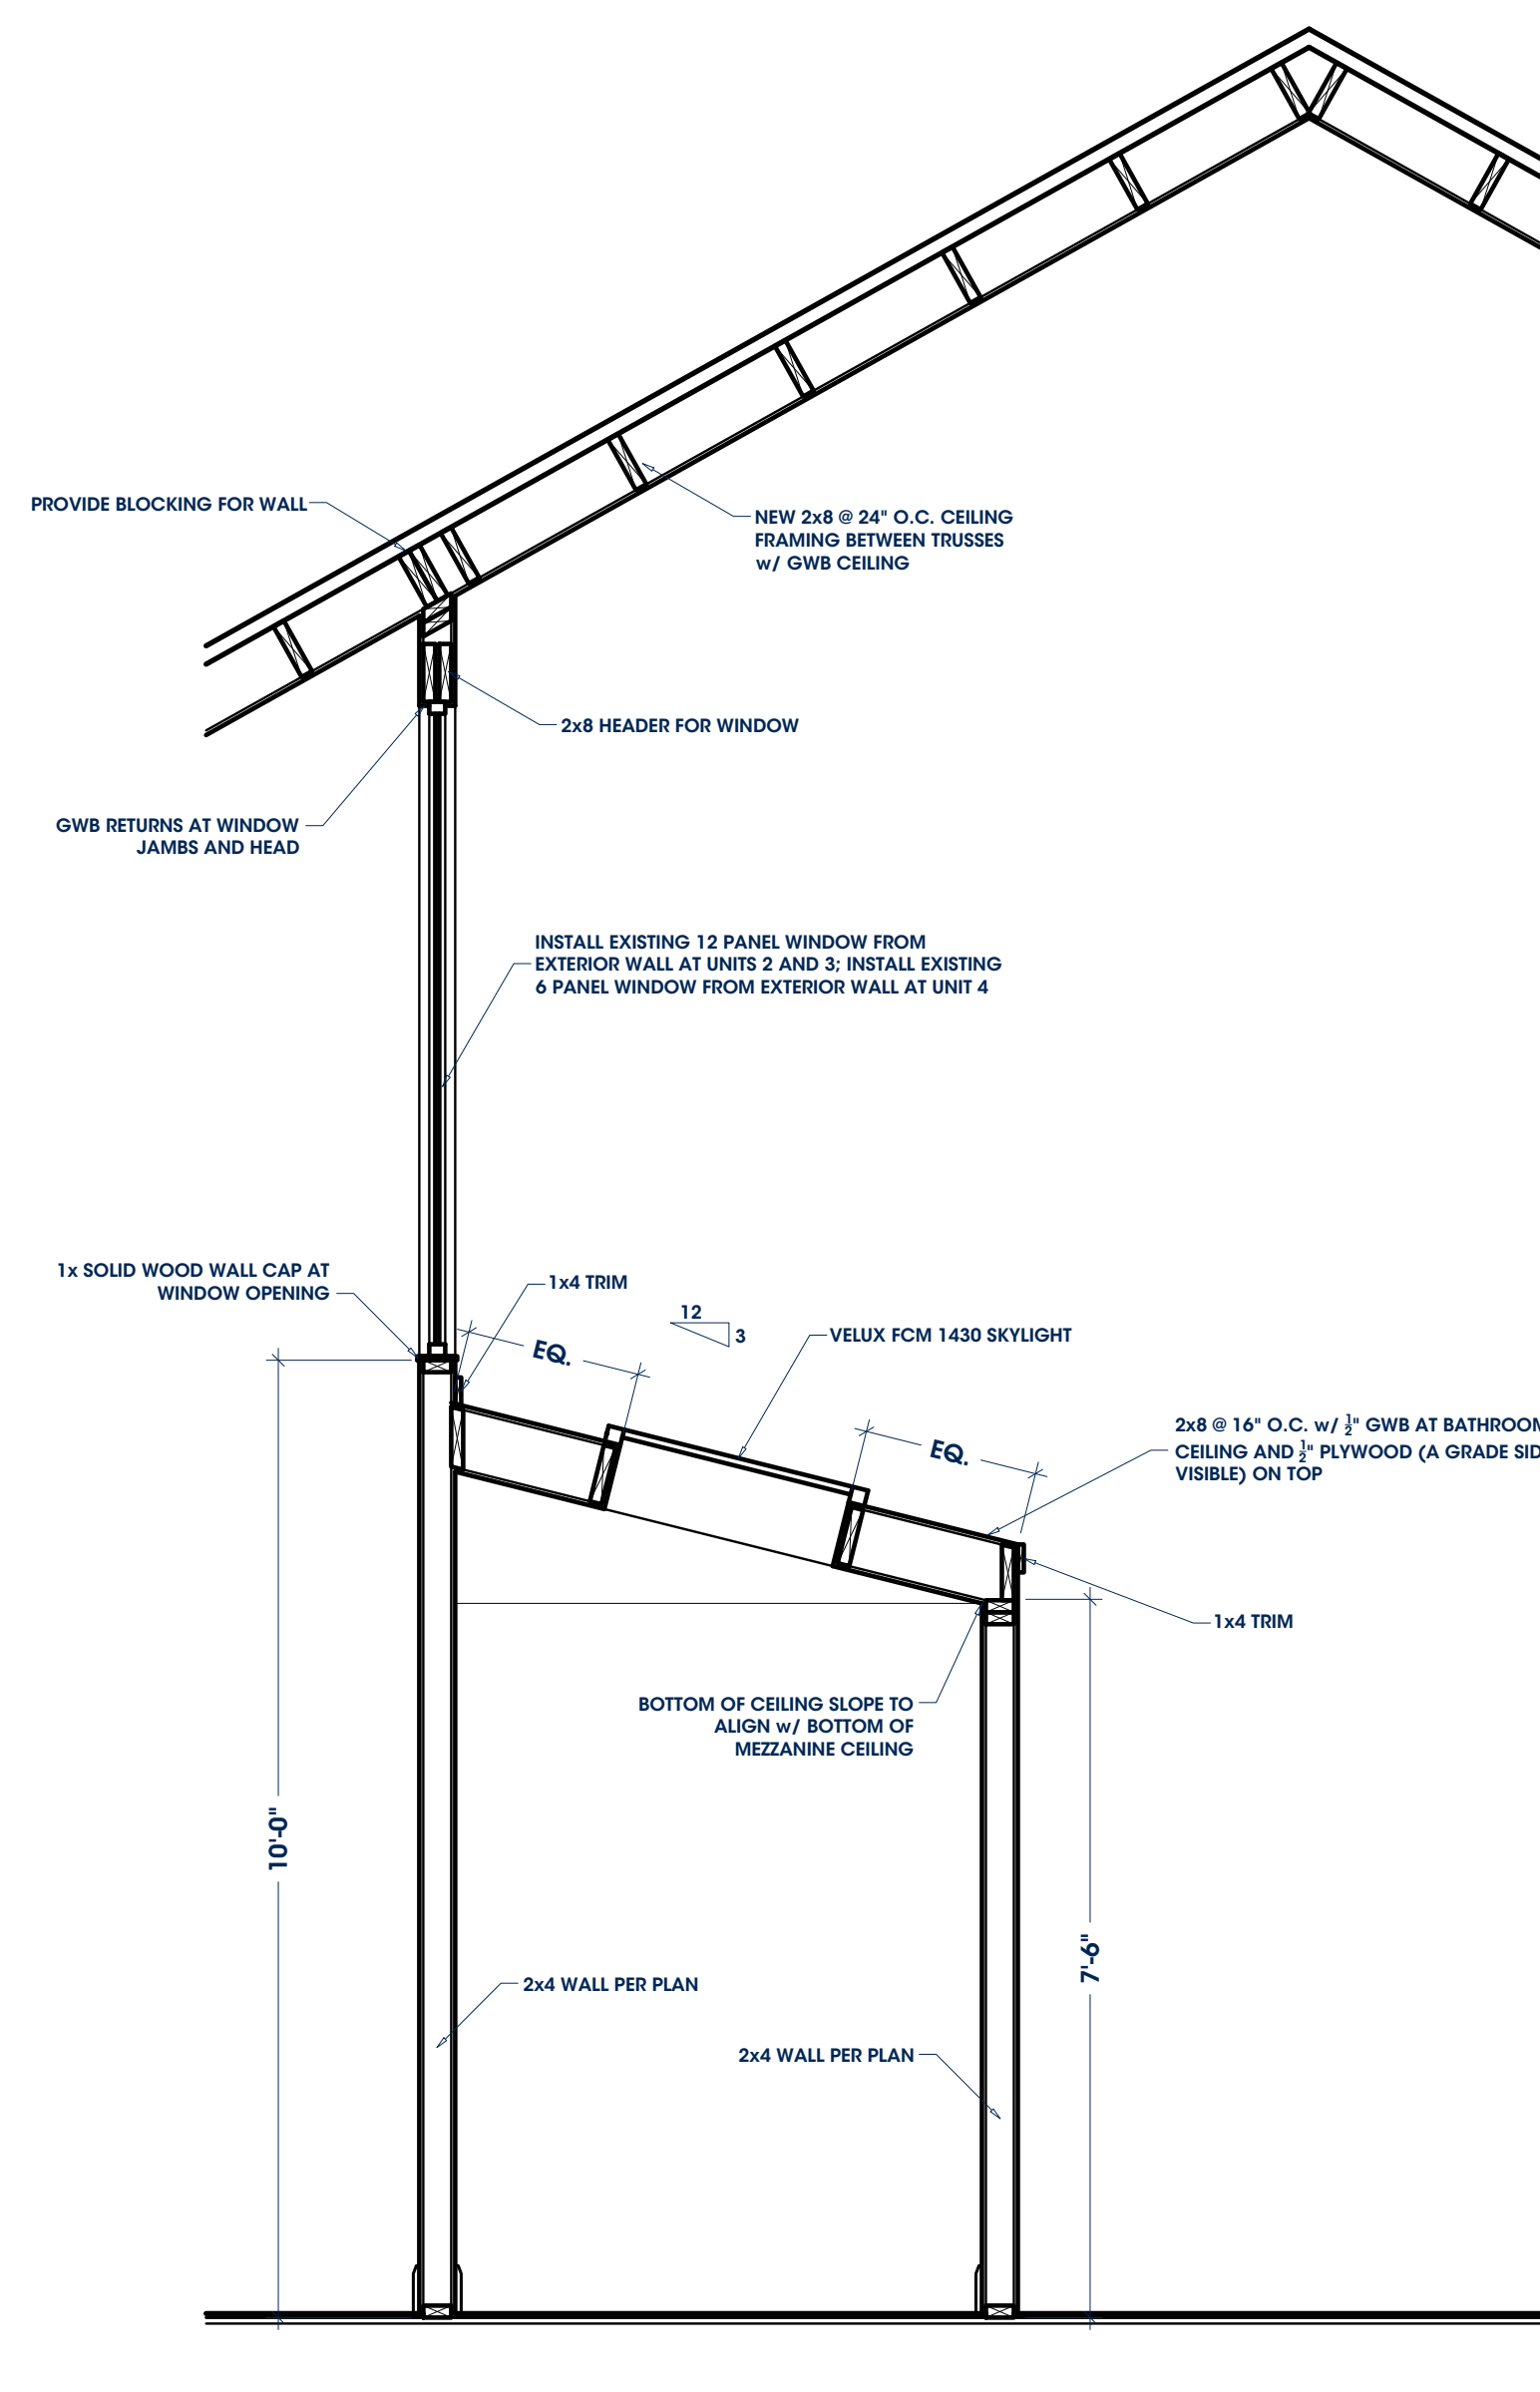 PROVIDE BLOCKING FOR WALL
NEW 2x8 @ 24" O.C. CEILING
FRAMING BETWEEN TRUSSES
w/ GWB CEILING
2x8 HEADER FOR WINDOW
GWB RETURNS AT WINDOW
JAMBS AND HEAD
INSTALL EXISTING 12 PANEL WINDOW FROM
EXTERIOR WALL AT UNITS 2 AND 3; INSTALL EXISTING
6 PANEL WINDOW FROM EXTERIOR WALL AT UNIT 4
1x SOLID WOOD WALL CAP AT
WINDOW OPENING
1x4 TRIM
12
3
EQ.
VELUX FCM 1430 SKYLIGHT
EQ.
2x8 @ 16" O.C. w/ ½" GWB AT BATHROOM
CEILING AND ½" PLYWOOD (A GRADE SID
VISIBLE) ON TOP
1x4 TRIM
BOTTOM OF CEILING SLOPE TO
ALIGN w/ BOTTOM OF
MEZZANINE CEILING
10'-0"
7'-6"
2x4 WALL PER PLAN
2x4 WALL PER PLAN